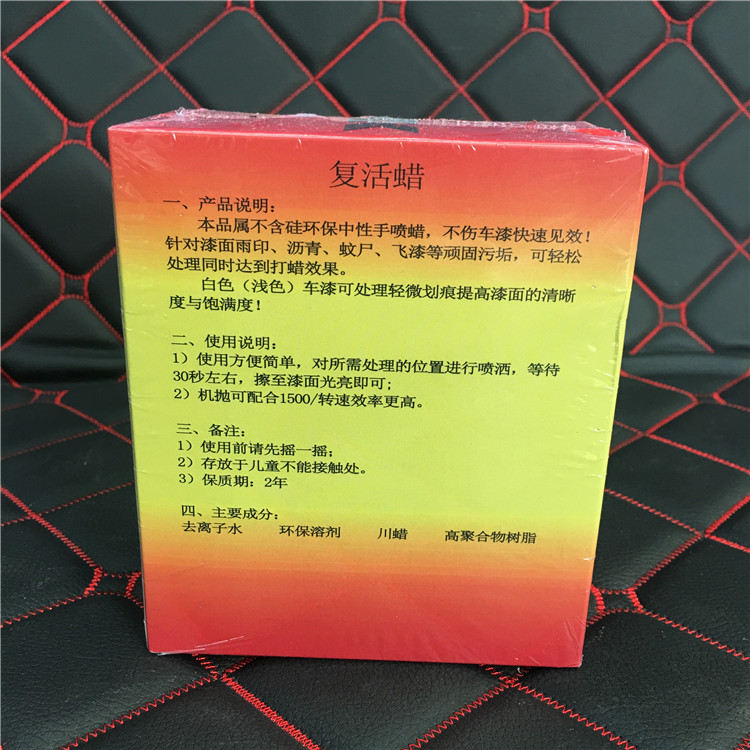 复活蜡
一、产品说明：
本品属不含硅环保中性手喷蜡，不伤车漆快速见效！
针对漆面雨印、沥青、蚊尸、飞漆等顽固污垢，可轻松
处理同时达到打蜡效果。
白色（浅色）车漆可处理轻微划痕提高漆面的清晰
度与饱满度！
二、使用说明：
1）使用方便简单，对所需处理的位置进行喷洒，等待
30秒左右，擦至漆面光亮即可；
2）机抛可配合1500/转速效率更高。
三、备注：
1）使用前请先摇一摇；
2）存放于儿童不能接触处。
3）保质期：2年
四、主要成分：
去离子水 环保溶剂 川蜡 高聚合物树脂